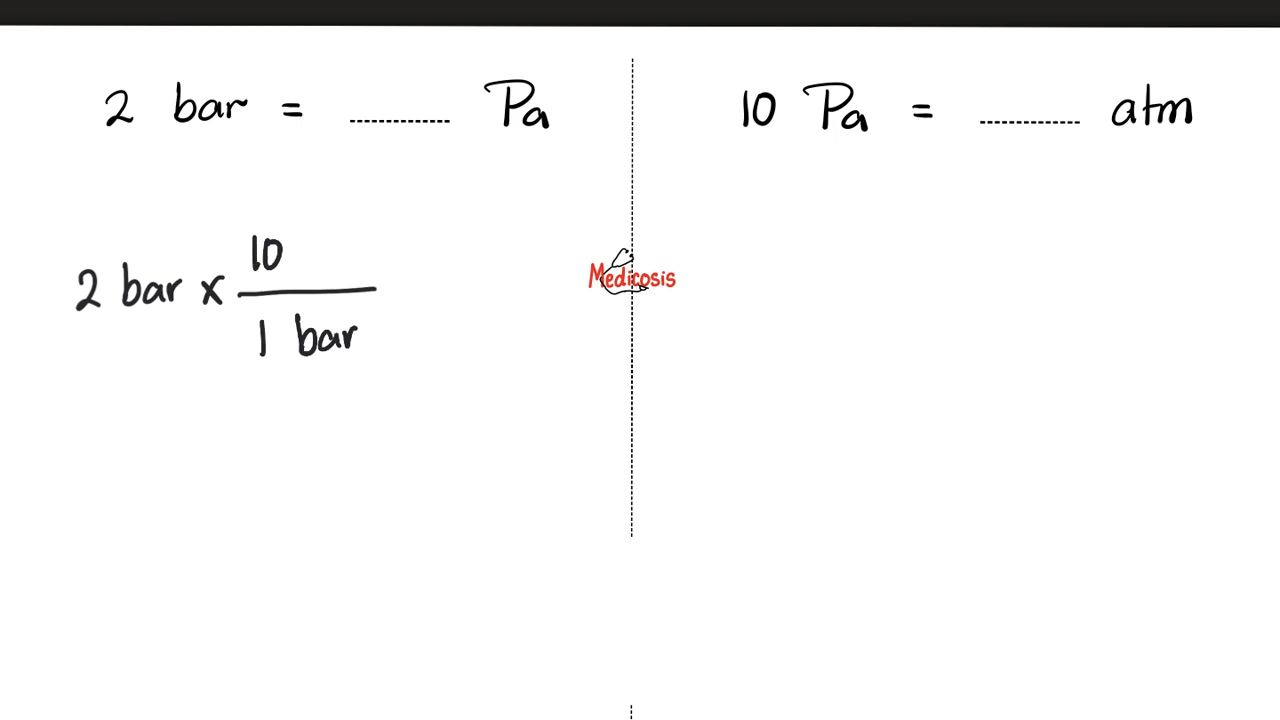 2 bar = ............ Pa
10 Pa = ............ atm
Medicosis
2 bar x 10
1 bar